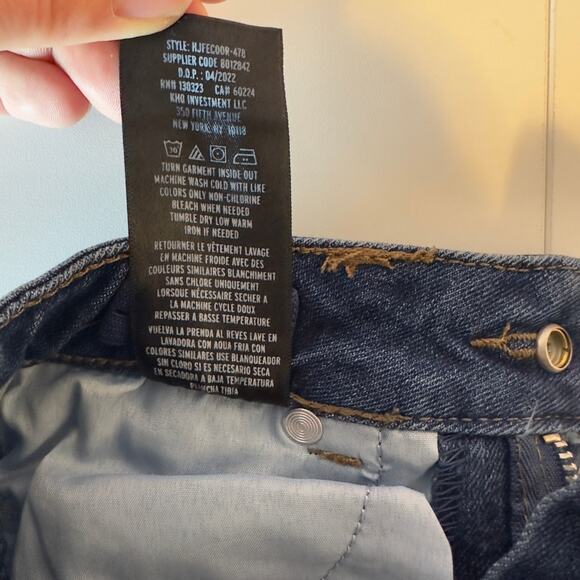 STYLE: HJFECOOR-478
SUPPLIER CODE 8012842
D.O.P.: 04/2022
RN# 130323 CA# 60224
KHQ INVESTMENT LLC
350 FIFTH AVENUE
NEW YORK NY 10118
30
TURN GARMENT INSIDE OUT
MACHINE WASH COLD WITH LIKE
COLORS ONLY NON-CHLORINE
BLEACH WHEN NEEDED
TUMBLE DRY LOW WARM
IRON IF NEEDED
RETOURNER LE VÊTEMENT LAVAGE
EN MACHINE FROIDE AVEC DES
COULEURS SIMILAIRES BLANCHIMENT
SANS CHLORE UNIQUEMENT
LORSQUE NÉCESSAIRE SECHER A
LA MACHINE CYCLE DOUX
REPASSER A BASSE TEMPERATURE
VUELVA LA PRENDA AL REVES LAVE EN
LAVADORA CON AQUA FRIA CON
COLORES SIMILARES USE BLANQUEADOR
SIN CLORO SI ES NECESARIO SECA
EN SECADORA A BAJA TEMPERATURA
PLANCHA TIBIA